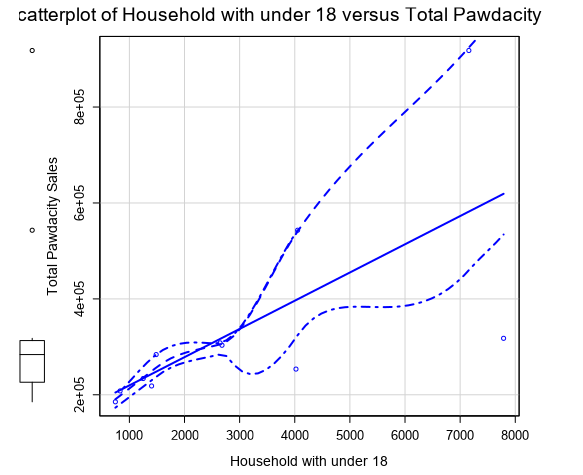 catterplot of Household with under 18 versus Total Pawdacity
Total Pawdacity Sales
8e+05
6e+05
4e+05
2e+05
1000 2000 3000 4000 5000 6000 7000 8000
Household with under 18